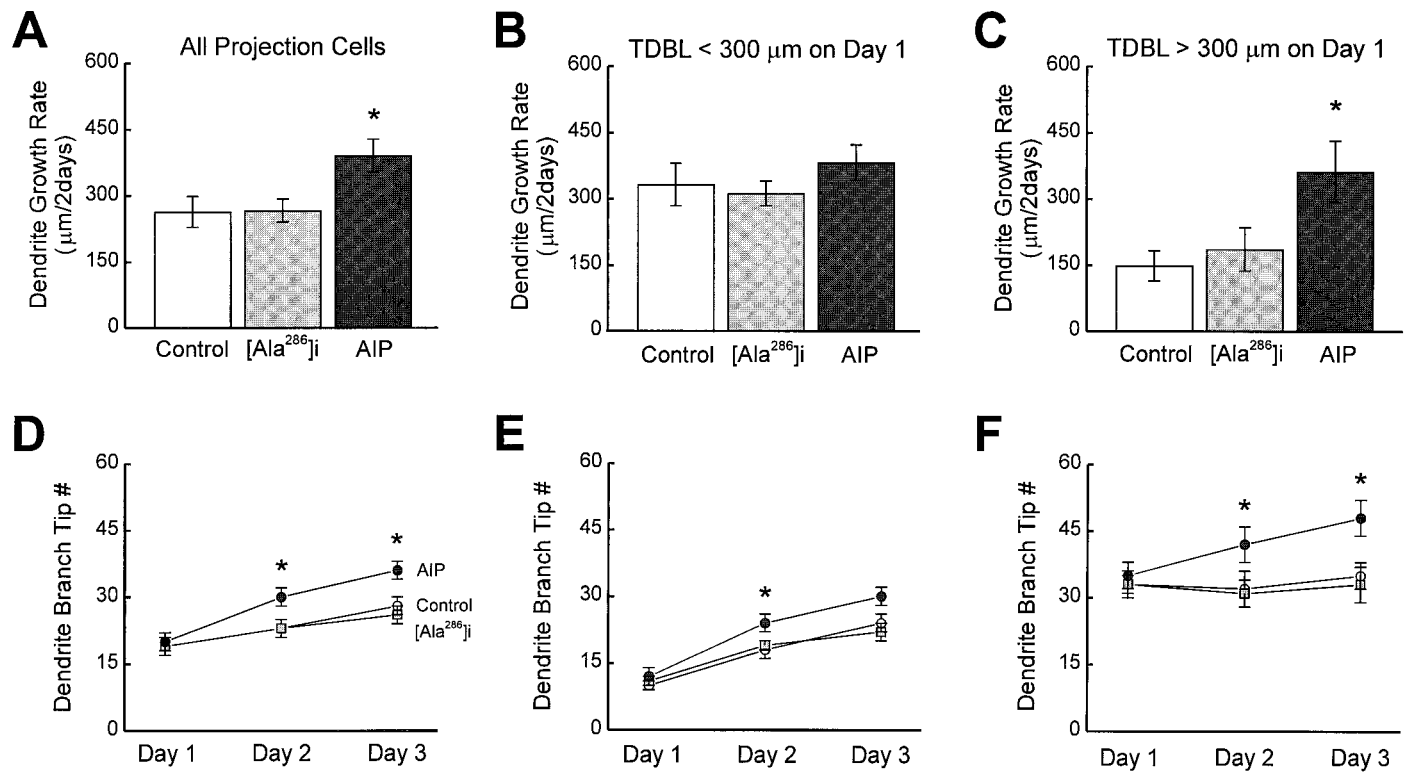 A
All Projection Cells
Dendrite Growth Rate
(μm/2days)
600
450
300
150
0
*
Control
[Ala²⁸⁶]i
AIP
B
TDBL < 300 μm on Day 1
Dendrite Growth Rate
(μm/2days)
600
450
300
150
0
Control
[Ala²⁸⁶]i
AIP
C
TDBL > 300 μm on Day 1
Dendrite Growth Rate
(μm/2days)
600
450
300
150
0
*
Control
[Ala²⁸⁶]i
AIP
D
Dendrite Branch Tip #
60
45
30
15
0
*
*
AIP
Control
[Ala²⁸⁶]i
Day 1
Day 2
Day 3
E
Dendrite Branch Tip #
60
45
30
15
0
*
Day 1
Day 2
Day 3
F
Dendrite Branch Tip #
60
45
30
15
0
*
*
Day 1
Day 2
Day 3